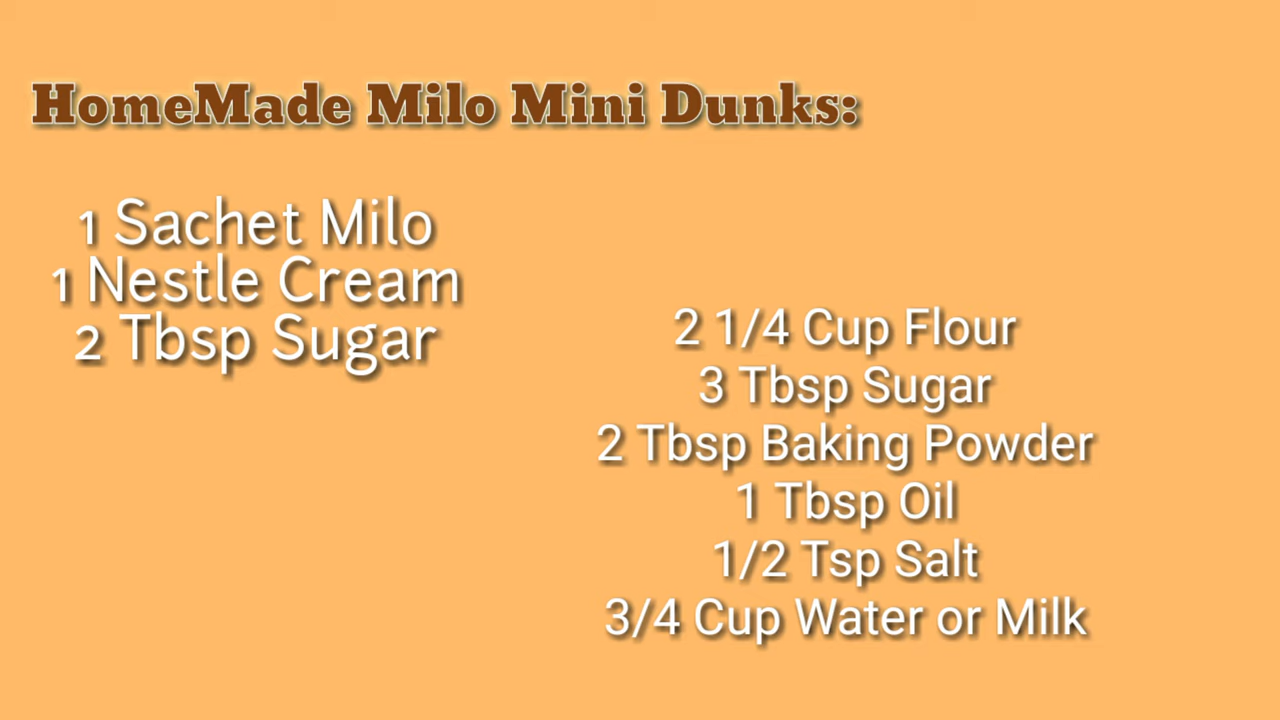 HomeMade Milo Mini Dunks:
1 Sachet Milo
1 Nestle Cream
2 Tbsp Sugar
2 1/4 Cup Flour
3 Tbsp Sugar
2 Tbsp Baking Powder
1 Tbsp Oil
1/2 Tsp Salt
3/4 Cup Water or Milk